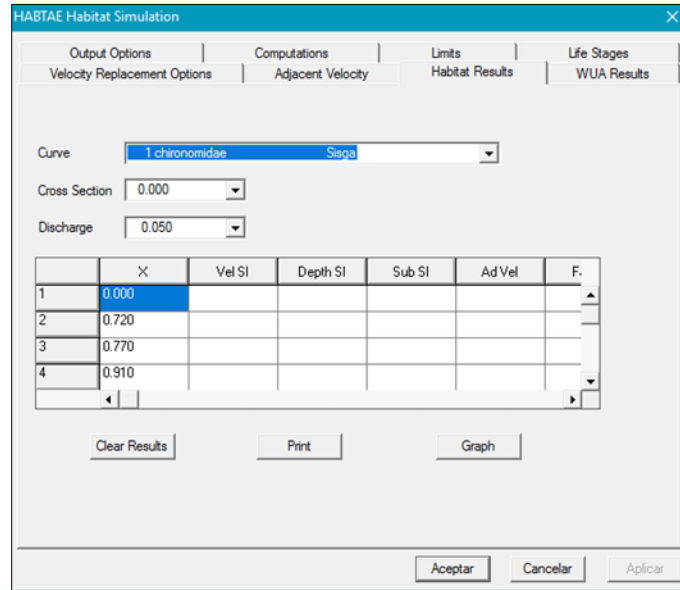 HABTAE Habitat Simulation
Output Options Computations Limits Life Stages
Velocity Replacement Options Adjacent Velocity Habitat Results WUA Results
Curve 1 chironomidae Sisga
Cross Section 0.000
Discharge 0.050
X Vel SI Depth SI Sub SI Ad Vel
1 0.000
2 0.720
3 0.770
4 0.910
Clear Results Print Graph
Aceptar Cancelar Aplicar